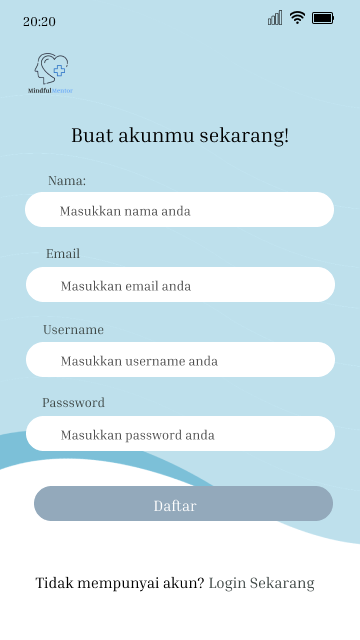 20:20
MindfulMentor
Buat akunmu sekarang!
Nama:
Masukkan nama anda
Email
Masukkan email anda
Username
Masukkan username anda
Passsword
Masukkan password anda
Daftar
Tidak mempunyai akun? Login Sekarang